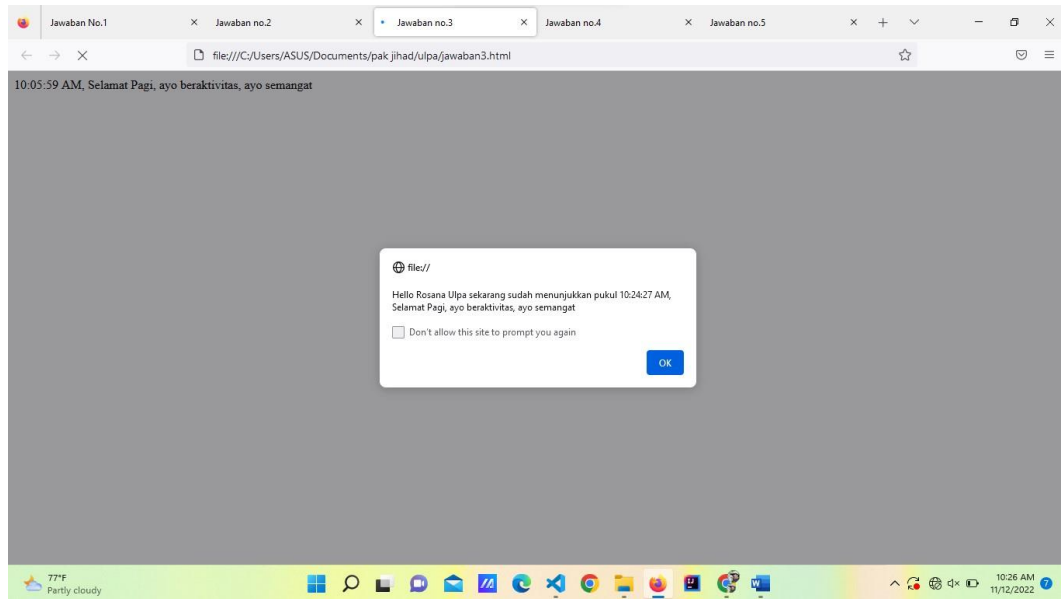 Jawaban No.1
Jawaban no.2
Jawaban no.3
Jawaban no.4
Jawaban no.5
file:///C:/Users/ASUS/Documents/pak jihad/ulpa/jawaban3.html
10:05:59 AM, Selamat Pagi, ayo beraktivitas, ayo semangat
file://
Hello Rosana Ulpa sekarang sudah menunjukkan pukul 10:24:27 AM,
Selamat Pagi, ayo beraktivitas, ayo semangat
Don't allow this site to prompt you again
OK
77°F
Partly cloudy
10:26 AM
11/12/2022
7